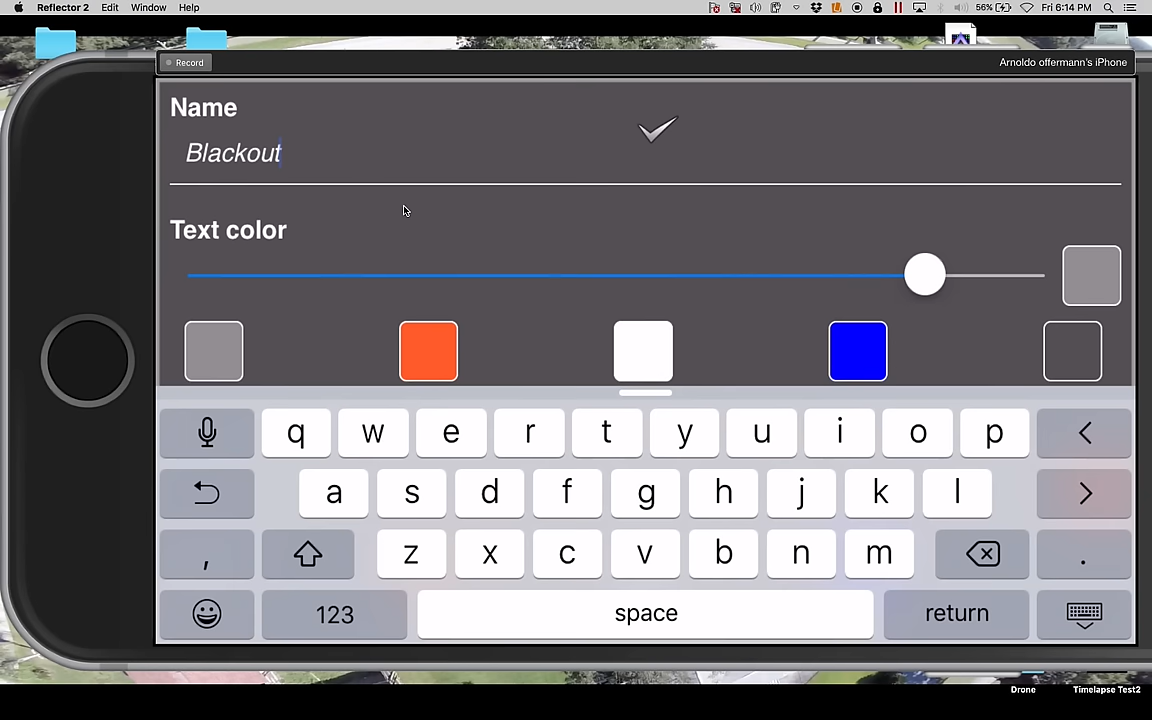 Reflector 2 Edit Window Help 56% Fri 6:14 PM
Record Arnoldo offermann's iPhone
Name
Blackout
Text color
q w e r t y u i o p
a s d f g h j k l
, z x c v b n m .
123 space return
Drone Timelapse Test2